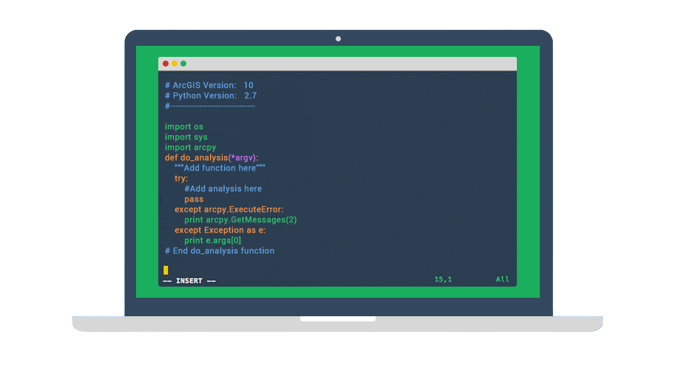 # ArcGIS Version:   10
# Python Version:   2.7
#--------------------------------
import os
import sys
import arcpy
def do_analysis(*argv):
"""Add function here"""
try:
#Add analysis here
pass
except arcpy.ExecuteError:
print arcpy.GetMessages(2)
except Exception as e:
print e.args[0]
# End do_analysis function
-- INSERT -- 15,1 All